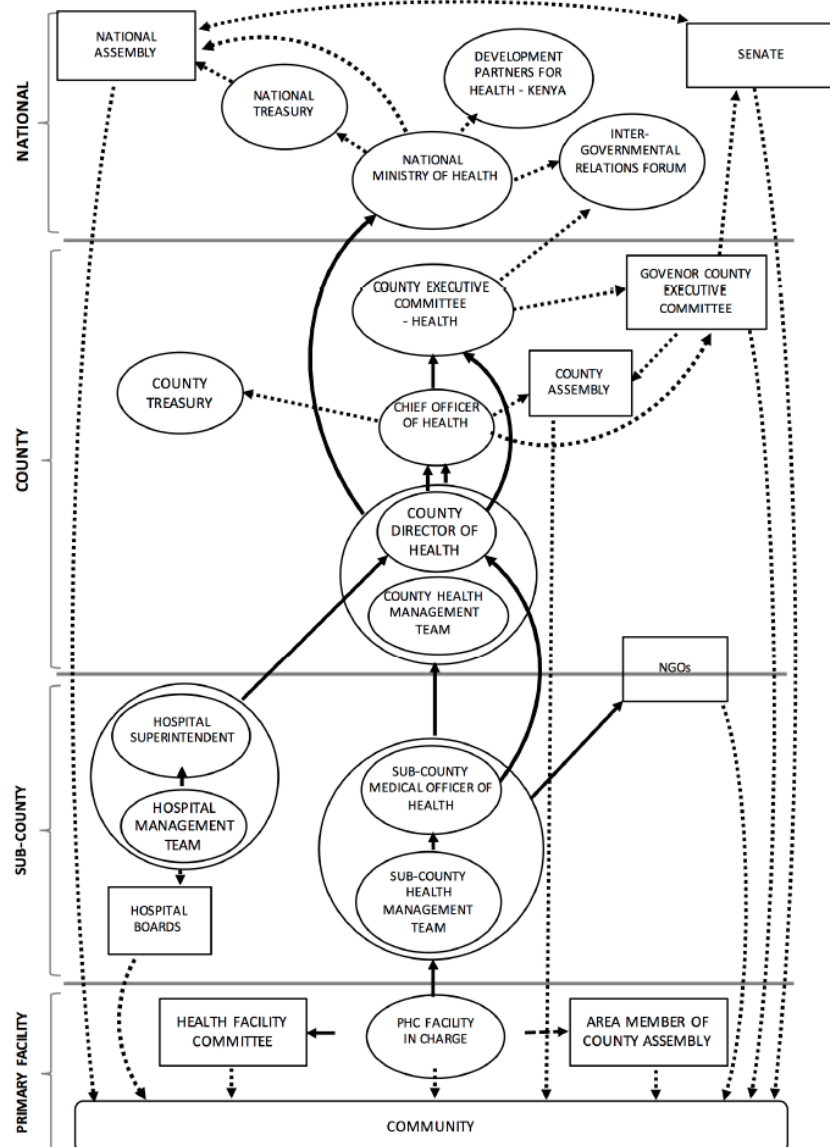 NATIONAL
NATIONAL
ASSEMBLY
SENATE
DEVELOPMENT
PARTNERS FOR
HEALTH - KENYA
NATIONAL
TREASURY
INTER-
GOVERNMENTAL
RELATIONS FORUM
NATIONAL
MINISTRY OF HEALTH
COUNTY
COUNTY EXECUTIVE
COMMITTEE
- HEALTH
GOVENOR COUNTY
EXECUTIVE
COMMITTEE
COUNTY
TREASURY
COUNTY
ASSEMBLY
CHIEF OFFICER
OF HEALTH
COUNTY
DIRECTOR OF
HEALTH
COUNTY HEALTH
MANAGEMENT
TEAM
NGOs
SUB-COUNTY
HOSPITAL
SUPERINTENDENT
HOSPITAL
MANAGEMENT
TEAM
SUB-COUNTY
MEDICAL OFFICER OF
HEALTH
SUB-COUNTY
HEALTH
MANAGEMENT
TEAM
HOSPITAL
BOARDS
PRIMARY FACILITY
HEALTH FACILITY
COMMITTEE
PHC FACILITY
IN CHARGE
AREA MEMBER OF
COUNTY ASSEMBLY
COMMUNITY